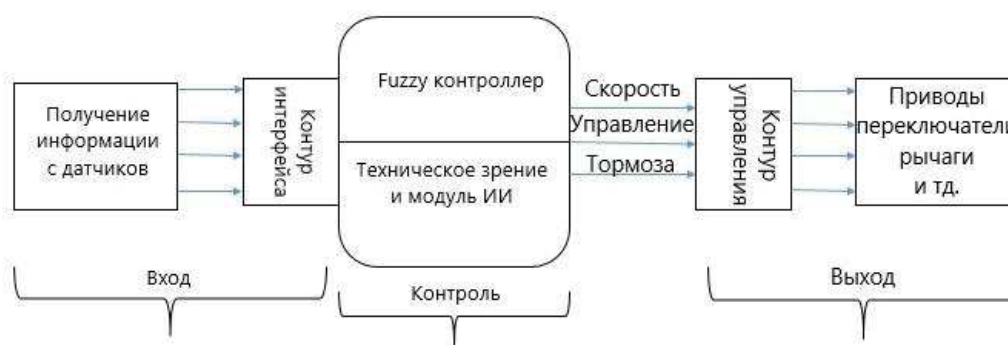 Получение
информации
с датчиков
Контур
интерфейса
Fuzzy контроллер
Техническое зрение
и модуль ИИ
Скорость
Управление
Тормоза
Контур
управления
Приводы
переключатели
рычаги
и тд.
Вход
Контроль
Выход